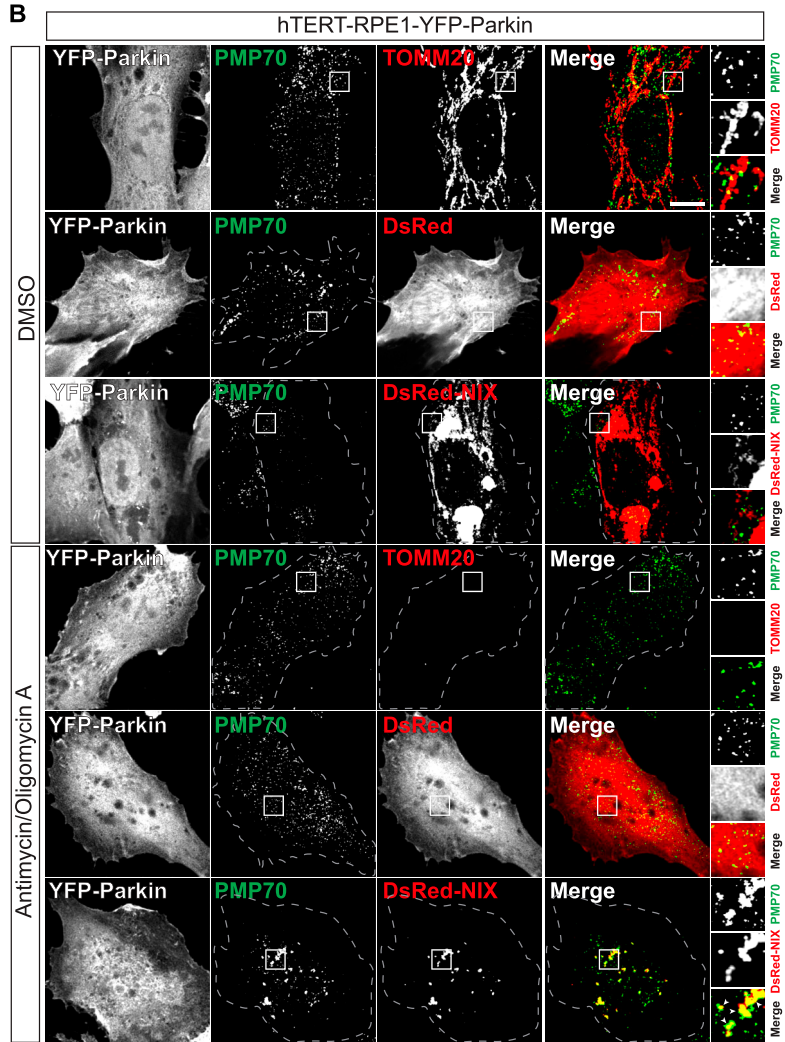 B
hTERT-RPE1-YFP-Parkin
DMSO
YFP-Parkin PMP70 TOMM20 Merge
PMP70
TOMM20
Merge
YFP-Parkin PMP70 DsRed Merge
PMP70
DsRed
Merge
YFP-Parkin PMP70 DsRed-NIX Merge
PMP70
DsRed-NIX
Merge
Antimycin/Oligomycin A
YFP-Parkin PMP70 TOMM20 Merge
PMP70
TOMM20
Merge
YFP-Parkin PMP70 DsRed Merge
PMP70
DsRed
Merge
YFP-Parkin PMP70 DsRed-NIX Merge
PMP70
DsRed-NIX
Merge